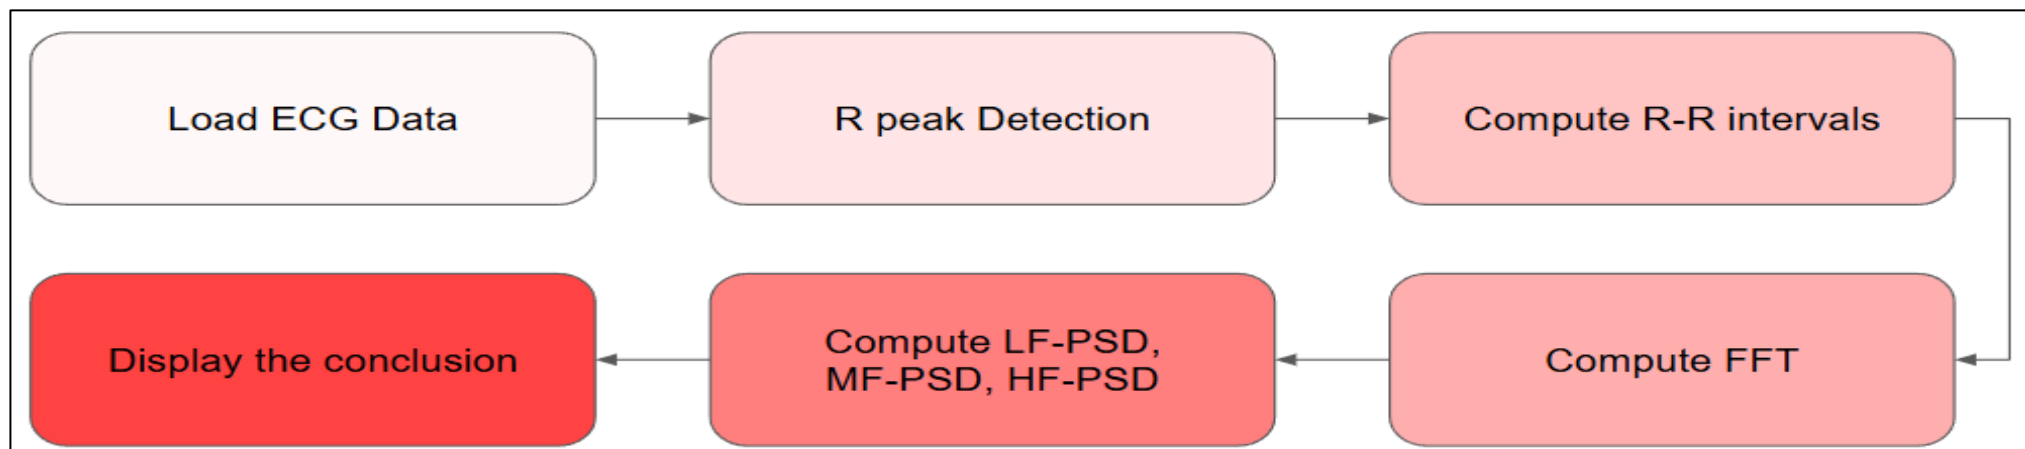 Load ECG Data
R peak Detection
Compute R-R intervals
Compute FFT
Compute LF-PSD,
MF-PSD, HF-PSD
Display the conclusion